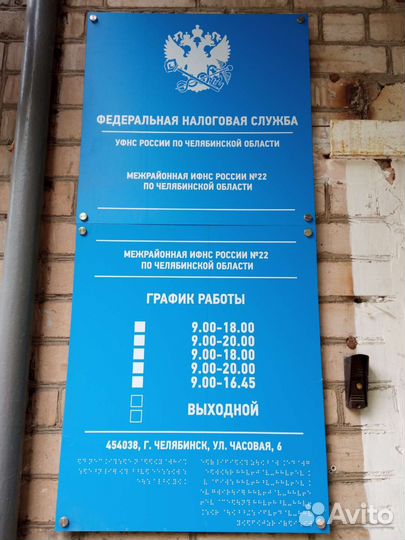 ФЕДЕРАЛЬНАЯ НАЛОГОВАЯ СЛУЖБА
УФНС РОССИИ ПО ЧЕЛЯБИНСКОЙ ОБЛАСТИ
МЕЖРАЙОННАЯ ИФНС РОССИИ №22
ПО ЧЕЛЯБИНСКОЙ ОБЛАСТИ
МЕЖРАЙОННАЯ ИФНС РОССИИ №22
ПО ЧЕЛЯБИНСКОЙ ОБЛАСТИ
ГРАФИК РАБОТЫ
9.00-18.00
9.00-20.00
9.00-18.00
9.00-20.00
9.00-16.45
ВЫХОДНОЙ
454038, Г. ЧЕЛЯБИНСК, УЛ. ЧАСОВАЯ, 6
Avito